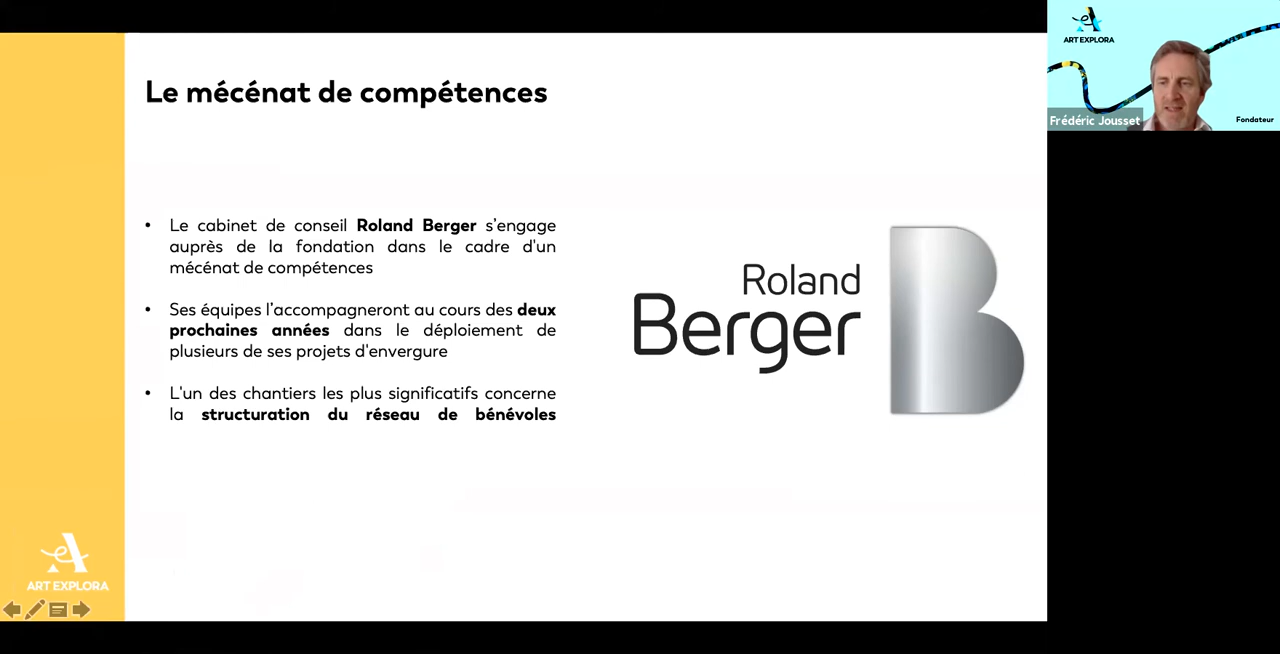 Le mécénat de compétences
• Le cabinet de conseil Roland Berger s’engage
auprès de la fondation dans le cadre d'un
mécénat de compétences
• Ses équipes l’accompagneront au cours des deux
prochaines années dans le déploiement de
plusieurs de ses projets d'envergure
• L'un des chantiers les plus significatifs concerne
la structuration du réseau de bénévoles
Roland
Berger
B
A
ART EXPLORA
ART EXPLORA
Frédéric Jousset
Fondateur